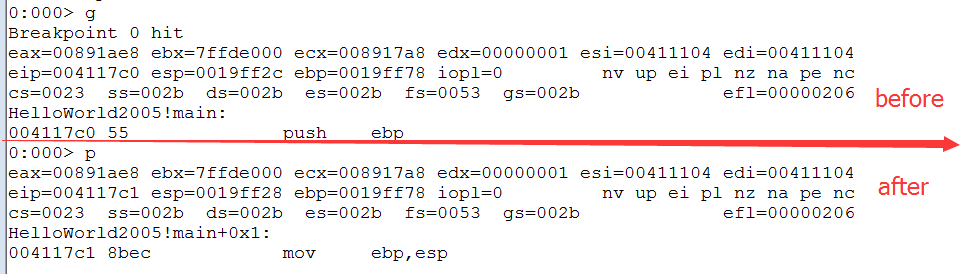 0:000> g
Breakpoint 0 hit
eax=00891ae8 ebx=7ffde000 ecx=008917a8 edx=00000001 esi=00411104 edi=00411104
eip=004117c0 esp=0019ff2c ebp=0019ff78 iopl=0         nv up ei pl nz na pe nc
cs=0023  ss=002b  ds=002b  es=002b  fs=0053  gs=002b             efl=00000206
before
HelloWorld2005!main:
004117c0 55              push    ebp
0:000> p
eax=00891ae8 ebx=7ffde000 ecx=008917a8 edx=00000001 esi=00411104 edi=00411104
after
eip=004117c1 esp=0019ff28 ebp=0019ff78 iopl=0         nv up ei pl nz na pe nc
cs=0023  ss=002b  ds=002b  es=002b  fs=0053  gs=002b             efl=00000206
HelloWorld2005!main+0x1:
004117c1 8bec            mov     ebp,esp